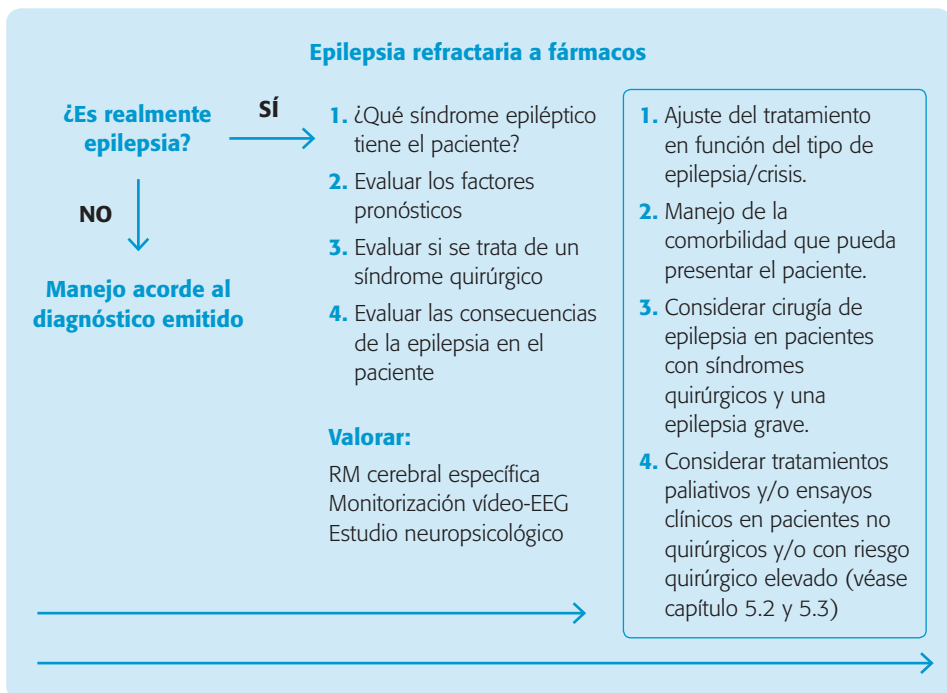 Epilepsia refractaria a fármacos
¿Es realmente
epilepsia?
SÍ
NO
Manejo acorde al
diagnóstico emitido
1. ¿Qué síndrome epiléptico
tiene el paciente?
2. Evaluar los factores
pronósticos
3. Evaluar si se trata de un
síndrome quirúrgico
4. Evaluar las consecuencias
de la epilepsia en el
paciente
Valorar:
RM cerebral específica
Monitorización vídeo-EEG
Estudio neuropsicológico
1. Ajuste del tratamiento
en función del tipo de
epilepsia/crisis.
2. Manejo de la
comorbilidad que pueda
presentar el paciente.
3. Considerar cirugía de
epilepsia en pacientes
con síndromes
quirúrgicos y una
epilepsia grave.
4. Considerar tratamientos
paliativos y/o ensayos
clínicos en pacientes no
quirúrgicos y/o con riesgo
quirúrgico elevado (véase
capítulo 5.2 y 5.3)